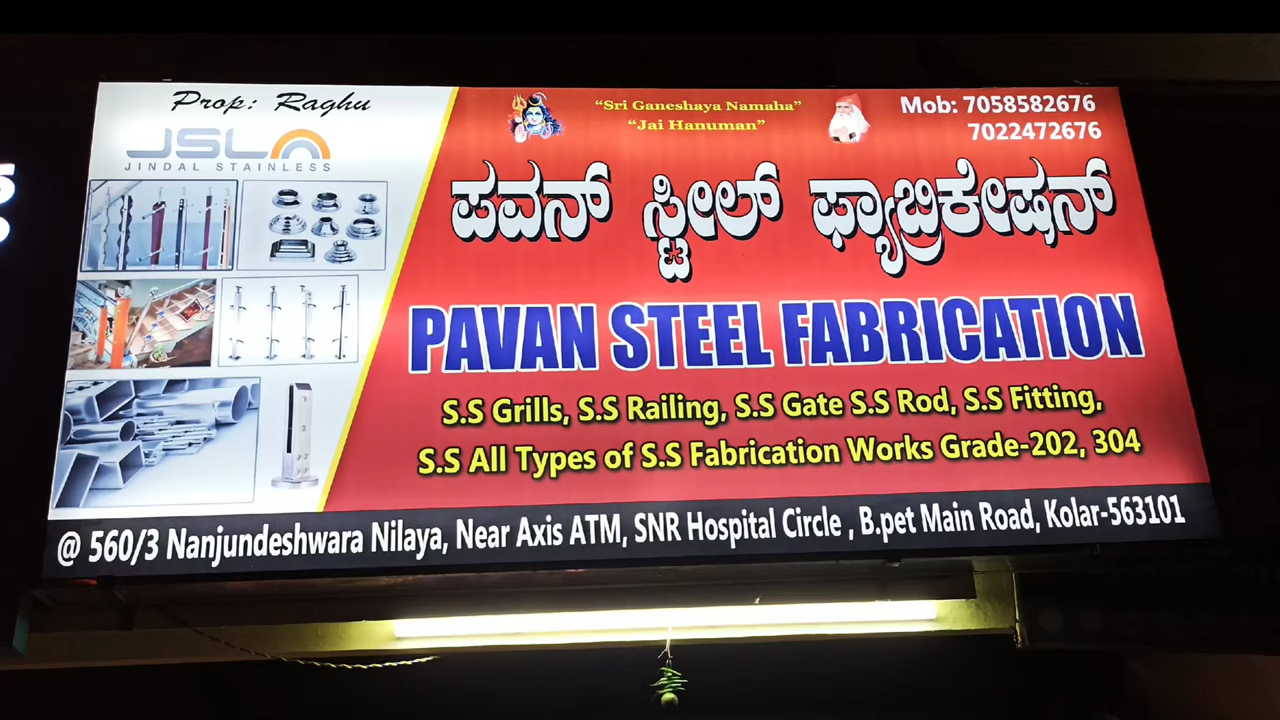 Prop: Raghu
JSL
JINDAL STAINLESS
"Sri Ganeshaya Namaha"
"Jai Hanuman"
Mob: 7058582676
7022472676
ಪವನ್ ಸ್ಟೀಲ್ ಫ್ಯಾಬ್ರಿಕೇಷನ್
PAVAN STEEL FABRICATION
S.S Grills, S.S Railing, S.S Gate S.S Rod, S.S Fitting,
S.S All Types of S.S Fabrication Works Grade-202, 304
@ 560/3 Nanjundeshwara Nilaya, Near Axis ATM, SNR Hospital Circle , B.pet Main Road, Kolar-563101